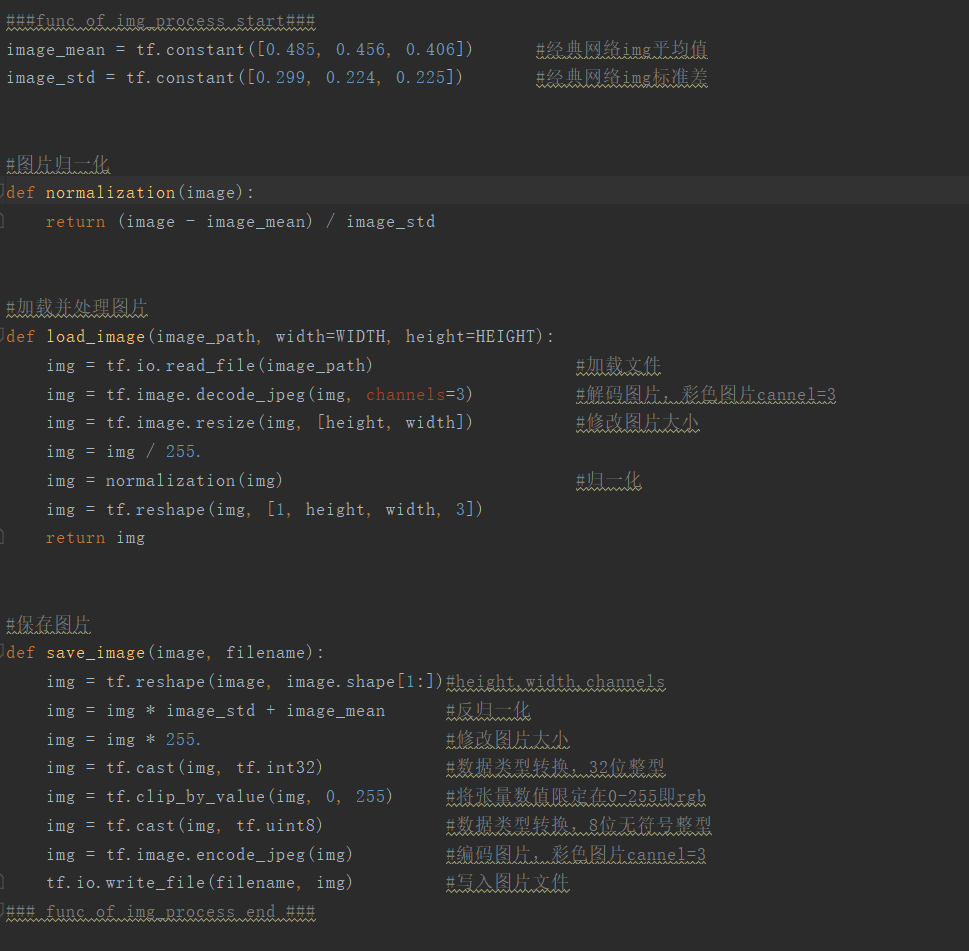 ###func of img_process start###
image_mean = tf.constant([0.485, 0.456, 0.406])      #经典网络img平均值
image_std = tf.constant([0.299, 0.224, 0.225])       #经典网络img标准差
#图片归一化
def normalization(image):
    return (image - image_mean) / image_std
#加载并处理图片
def load_image(image_path, width=WIDTH, height=HEIGHT):
    img = tf.io.read_file(image_path)                    #加载文件
    img = tf.image.decode_jpeg(img, channels=3)          #解码图片，彩色图片cannel=3
    img = tf.image.resize(img, [height, width])          #修改图片大小
    img = img / 255.
    img = normalization(img)                             #归一化
    img = tf.reshape(img, [1, height, width, 3])
    return img
#保存图片
def save_image(image, filename):
    img = tf.reshape(image, image.shape[1:])#height,width,channels
    img = img * image_std + image_mean      #反归一化
    img = img * 255.                        #修改图片大小
    img = tf.cast(img, tf.int32)            #数据类型转换，32位整型
    img = tf.clip_by_value(img, 0, 255)     #将张量数值限定在0-255即rgb
    img = tf.cast(img, tf.uint8)            #数据类型转换，8位无符号整型
    img = tf.image.encode_jpeg(img)         #编码图片，彩色图片cannel=3
    tf.io.write_file(filename, img)         #写入图片文件
### func of img_process end ###